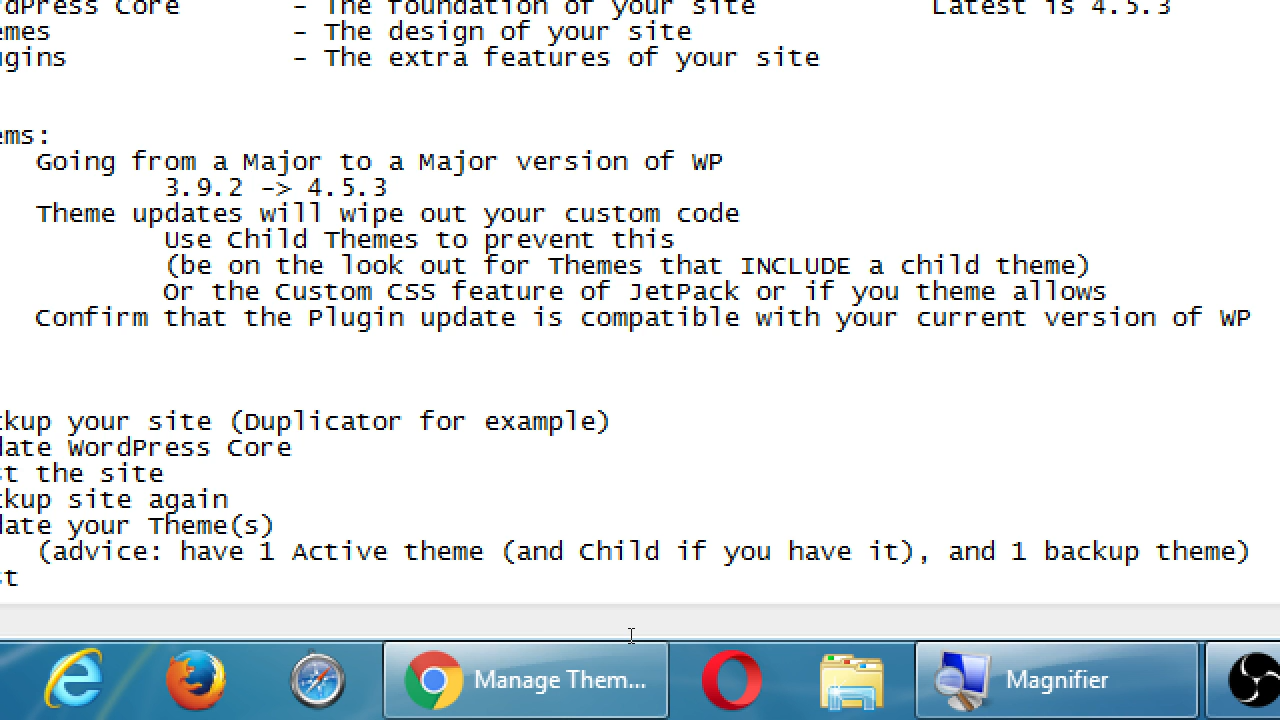 rdPress Core - The foundation of your site Latest is 4.5.3
emes - The design of your site
ugins - The extra features of your site
ems:
Going from a Major to a Major version of WP
3.9.2 -> 4.5.3
Theme updates will wipe out your custom code
Use Child Themes to prevent this
(be on the look out for Themes that INCLUDE a child theme)
Or the Custom CSS feature of JetPack or if you theme allows
Confirm that the Plugin update is compatible with your current version of WP
ckup your site (Duplicator for example)
date WordPress Core
st the site
ckup site again
date your Theme(s)
(advice: have 1 Active theme (and Child if you have it), and 1 backup theme)
st
Manage Them... Magnifier